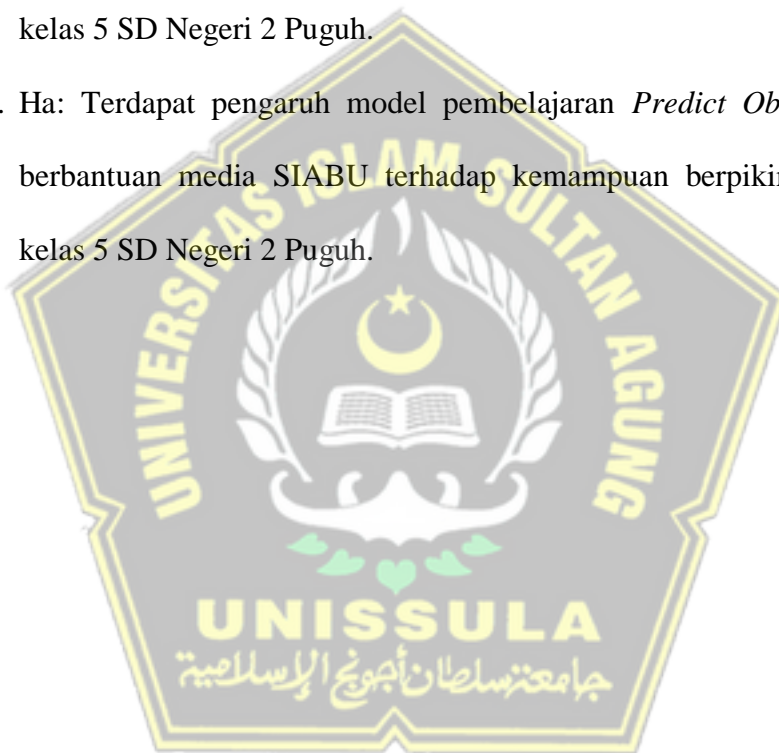 kelas 5 SD Negeri 2 Puguh.
. Ha: Terdapat pengaruh model pembelajaran Predict Ob
berbantuan media SIABU terhadap kemampuan berpikir
kelas 5 SD Negeri 2 Puguh.
UNIVERSITAS ISLAM SULTAN AGUNG
UNISSULA
جامعة سلطان أجونج الإسلامية